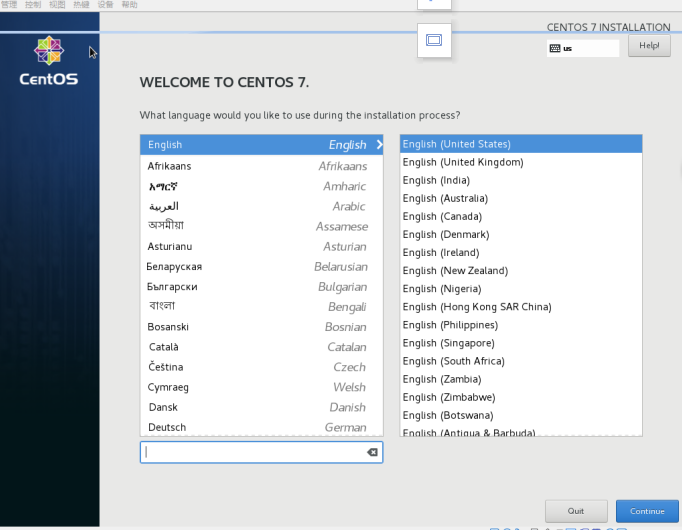 管理 控制 视图 热键 设备 帮助
CENTOS 7 INSTALLATION
us
Help!
CentOS
WELCOME TO CENTOS 7.
What language would you like to use during the installation process?
English English
Afrikaans Afrikaans
አማርኛ Amharic
العربية Arabic
অসমীয়া Assamese
Asturianu Asturian
Беларуская Belarusian
Български Bulgarian
বাংলা Bengali
Bosanski Bosnian
Català Catalan
Čeština Czech
Cymraeg Welsh
Dansk Danish
Deutsch German
English (United States)
English (United Kingdom)
English (India)
English (Australia)
English (Canada)
English (Denmark)
English (Ireland)
English (New Zealand)
English (Nigeria)
English (Hong Kong SAR China)
English (Philippines)
English (Singapore)
English (South Africa)
English (Zambia)
English (Zimbabwe)
English (Botswana)
English (Antigua & Barbuda)
Quit
Continue